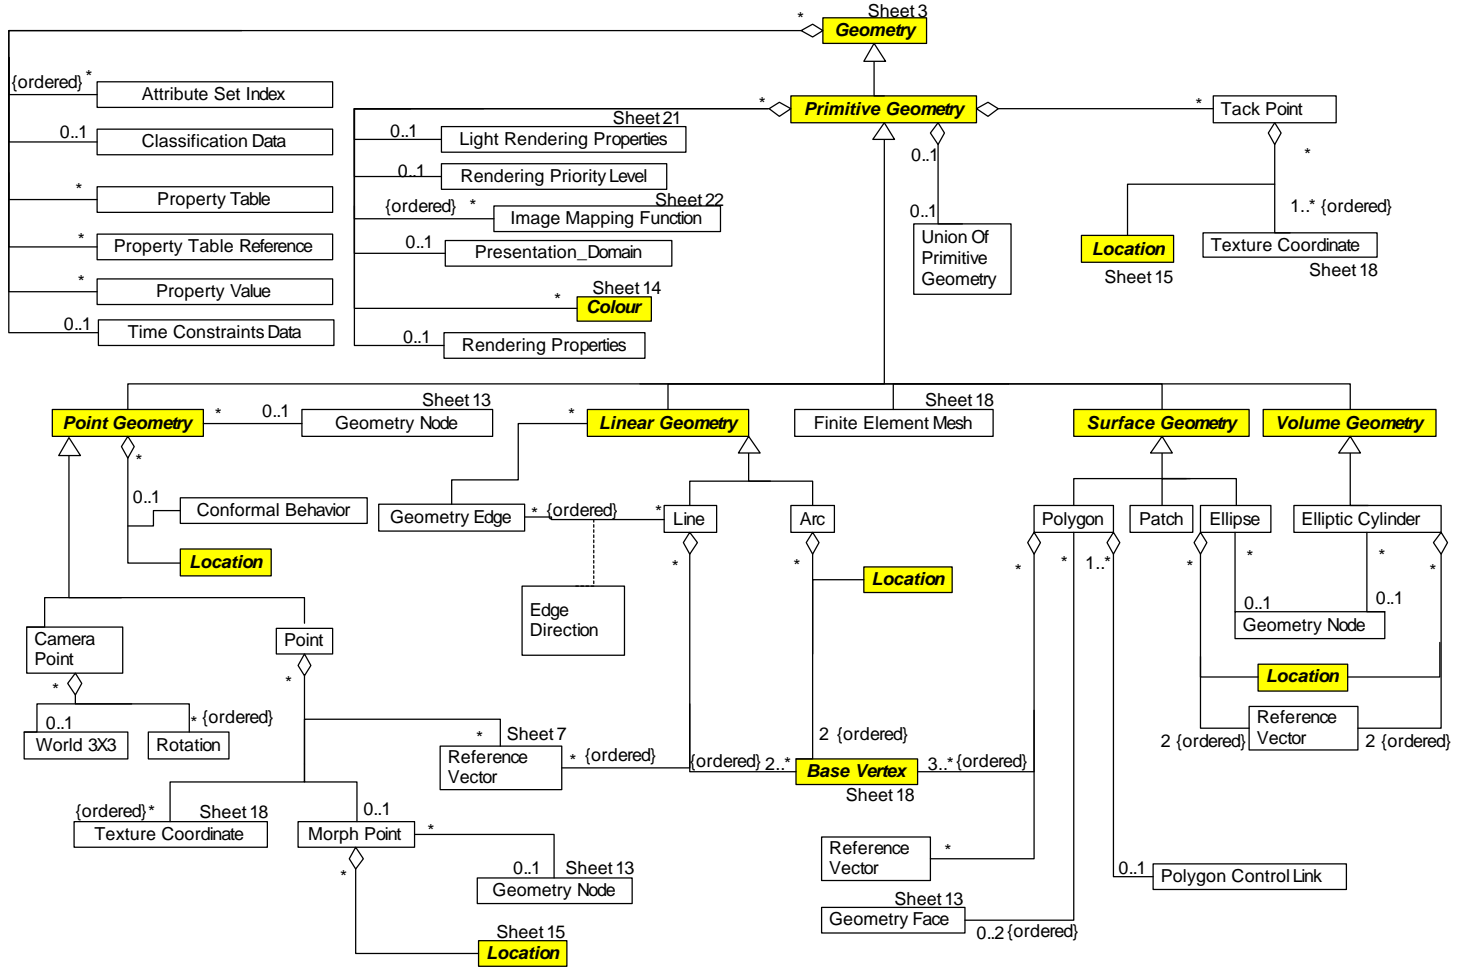 Sheet 3
*
Geometry
{ordered} *
Attribute Set Index
0..1
Classification Data
*
Property Table
*
Property Table Reference
*
Property Value
0..1
Time Constraints Data
*
Primitive Geometry
*
Tack Point
Sheet 21
0..1
Light Rendering Properties
0..1
Rendering Priority Level
Sheet 22
{ordered} *
Image Mapping Function
0..1
Presentation_Domain
Sheet 14
*
Colour
0..1
Rendering Properties
0..1
0..1
Union Of
Primitive
Geometry
*
1..* {ordered}
Location
Sheet 15
Texture Coordinate
Sheet 18
Point Geometry
*
0..1
Sheet 13
Geometry Node
*
Linear Geometry
Sheet 18
Finite Element Mesh
Surface Geometry
Volume Geometry
*
0..1
Conformal Behavior
Location
Geometry Edge
* {ordered}
*
Line
Arc
Polygon
Patch
Ellipse
Elliptic Cylinder
*
*
*
*
1..*
*
*
*
*
Location
Edge
Direction
0..1
0..1
Geometry Node
Location
Reference
Vector
2 {ordered}
2 {ordered}
Camera
Point
Point
*
*
0..1
* {ordered}
World 3X3
Rotation
*
Sheet 7
Reference
Vector
* {ordered}
{ordered} 2..*
2 {ordered}
Base Vertex
3..* {ordered}
Sheet 18
{ordered} *
Sheet 18
Texture Coordinate
0..1
Morph Point
*
*
0..1
Sheet 13
Geometry Node
Sheet 15
Location
Reference
Vector
*
Sheet 13
Geometry Face
0..2 {ordered}
0..1
Polygon Control Link